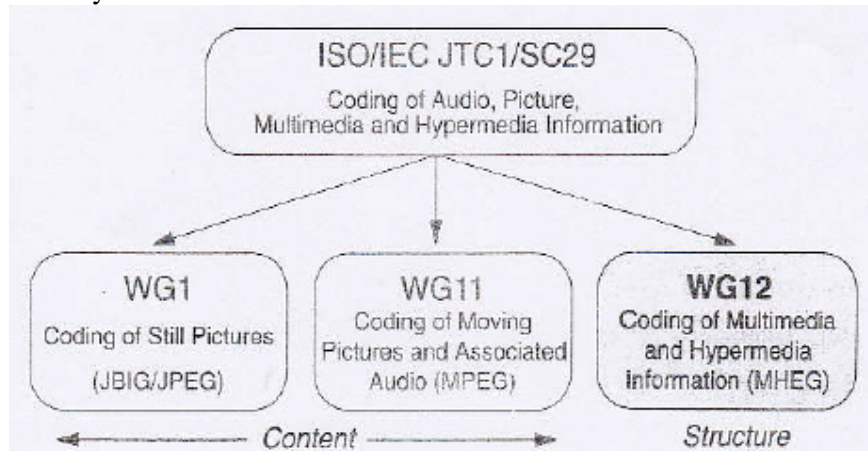 ISO/IEC JTC1/SC29
Coding of Audio, Picture,
Multimedia and Hypermedia Information
WG1
Coding of Still Pictures
(JBIG/JPEG)
WG11
Coding of Moving
Pictures and Associated
Audio (MPEG)
WG12
Coding of Multimedia
and Hypermedia
Information (MHEG)
Content
Structure